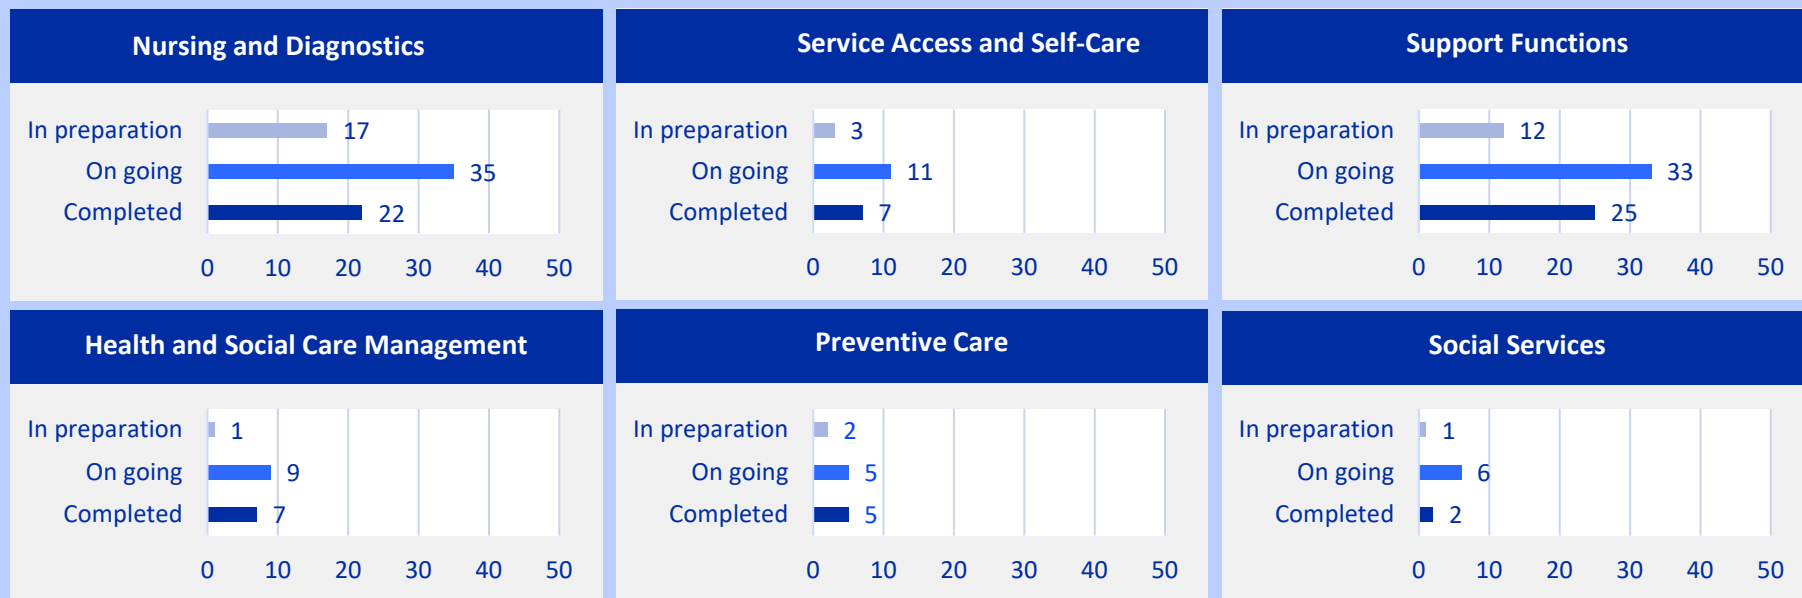 Nursing and Diagnostics
In preparation 17
On going 35
Completed 22
0 10 20 30 40 50
Service Access and Self-Care
In preparation 3
On going 11
Completed 7
0 10 20 30 40 50
Support Functions
In preparation 12
On going 33
Completed 25
0 10 20 30 40 50
Health and Social Care Management
In preparation 1
On going 9
Completed 7
0 10 20 30 40 50
Preventive Care
In preparation 2
On going 5
Completed 5
0 10 20 30 40 50
Social Services
In preparation 1
On going 6
Completed 2
0 10 20 30 40 50